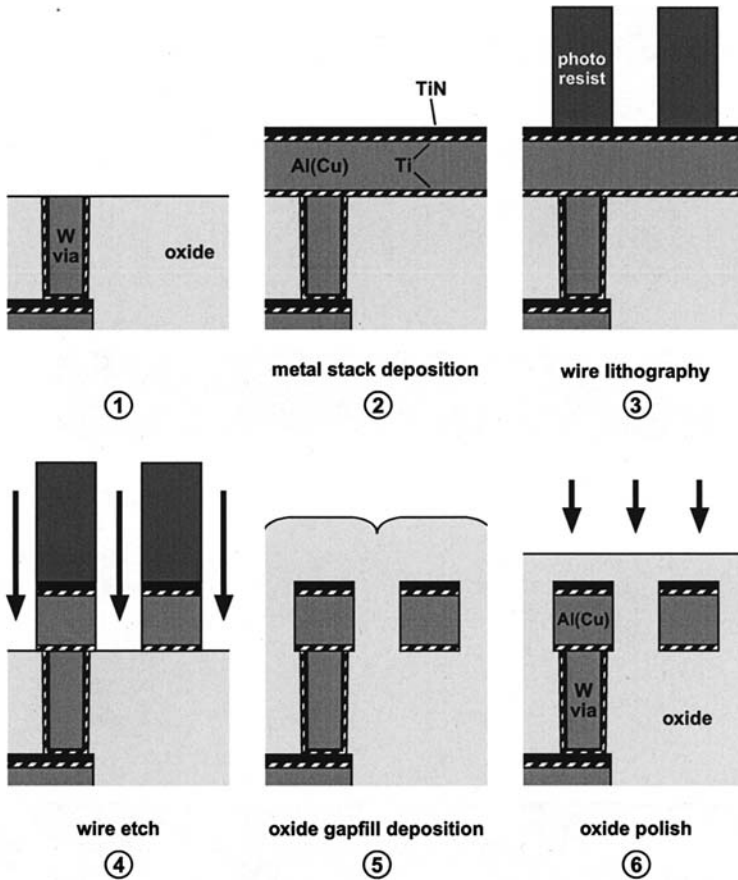 W
via
oxide
①
TiN
Al(Cu)
Ti
metal stack deposition
②
photo
resist
wire lithography
③
wire etch
④
oxide gapfill deposition
⑤
Al(Cu)
W
via
oxide
oxide polish
⑥